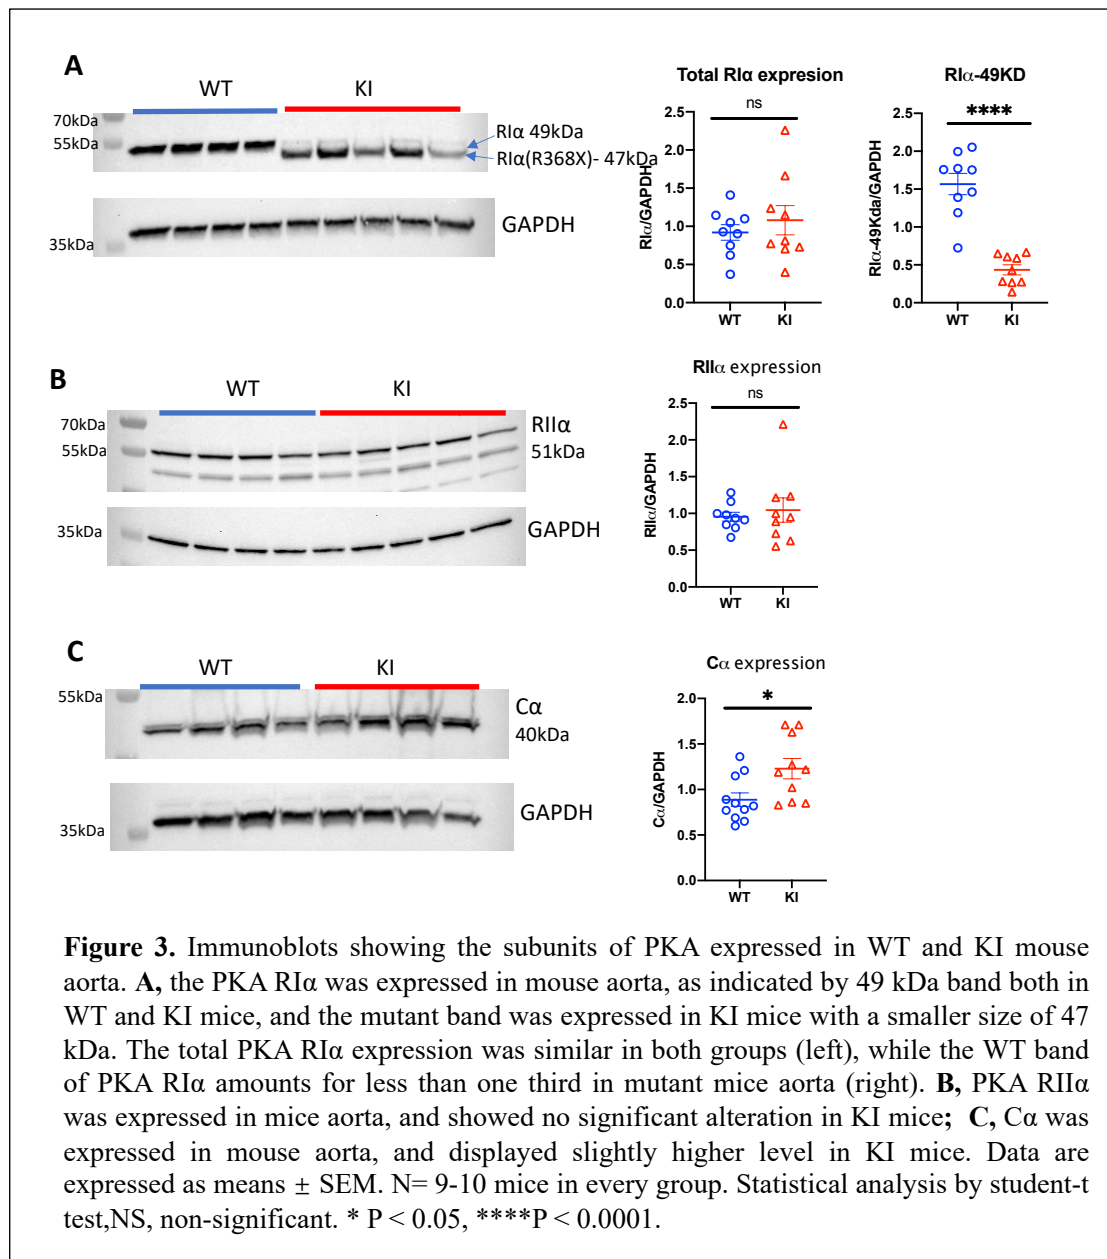 A
WT
KI
70kDa
55kDa
RIα 49kDa
RIα(R368X)- 47kDa
GAPDH
35kDa
Total RIα expresion
ns
RIα/GAPDH
2.5
2.0
1.5
1.0
0.5
0.0
WT KI
RIα-49KD
****
RIα-49Kda/GAPDH
2.5
2.0
1.5
1.0
0.5
0.0
WT KI
B
WT
KI
70kDa
55kDa
RIIα
51kDa
35kDa
GAPDH
RIIα expression
ns
RIIα/GAPDH
2.5
2.0
1.5
1.0
0.5
0.0
WT KI
C
WT
KI
55kDa
Cα
40kDa
GAPDH
35kDa
Cα expression
*
Cα/GAPDH
2.0
1.5
1.0
0.5
0.0
WT KI
Figure 3. Immunoblots showing the subunits of PKA expressed in WT and KI mouse
aorta. A, the PKA RIα was expressed in mouse aorta, as indicated by 49 kDa band both in
WT and KI mice, and the mutant band was expressed in KI mice with a smaller size of 47
kDa. The total PKA RIα expression was similar in both groups (left), while the WT band
of PKA RIα amounts for less than one third in mutant mice aorta (right). B, PKA RIIα
was expressed in mice aorta, and showed no significant alteration in KI mice; C, Cα was
expressed in mouse aorta, and displayed slightly higher level in KI mice. Data are
expressed as means ± SEM. N= 9-10 mice in every group. Statistical analysis by student-t
test,NS, non-significant. * P < 0.05, ****P < 0.0001.